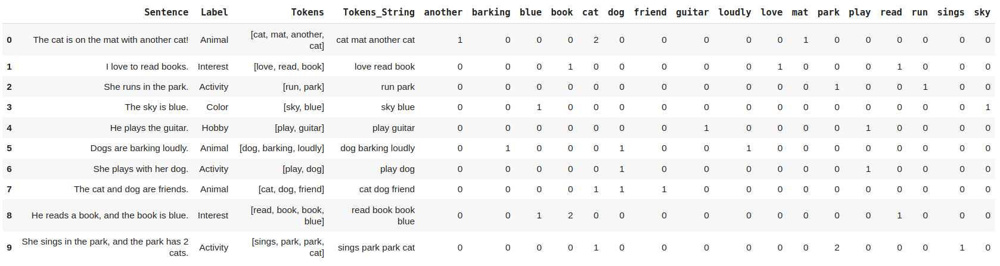 Sentence Label Tokens Tokens_String another barking blue book cat dog friend guitar loudly love mat park play read run sings sky
0 The cat is on the mat with another cat! Animal [cat, mat, another, cat] cat mat another cat 1 0 0 0 2 0 0 0 0 0 1 0 0 0 0 0 0
1 I love to read books. Interest [love, read, book] love read book 0 0 0 1 0 0 0 0 0 1 0 0 0 1 0 0 0
2 She runs in the park. Activity [run, park] run park 0 0 0 0 0 0 0 0 0 0 0 1 0 0 1 0 0
3 The sky is blue. Color [sky, blue] sky blue 0 0 1 0 0 0 0 0 0 0 0 0 0 0 0 0 1
4 He plays the guitar. Hobby [play, guitar] play guitar 0 0 0 0 0 0 0 1 0 0 0 0 1 0 0 0 0
5 Dogs are barking loudly. Animal [dog, barking, loudly] dog barking loudly 0 1 0 0 0 1 0 0 1 0 0 0 0 0 0 0 0
6 She plays with her dog. Activity [play, dog] play dog 0 0 0 0 0 1 0 0 0 0 0 0 1 0 0 0 0
7 The cat and dog are friends. Animal [cat, dog, friend] cat dog friend 0 0 0 0 1 1 1 0 0 0 0 0 0 0 0 0 0
8 He reads a book, and the book is blue. Interest [read, book, book, blue] read book book blue 0 0 1 2 0 0 0 0 0 0 0 0 0 1 0 0 0
9 She sings in the park, and the park has 2 cats. Activity [sings, park, park, cat] sings park park cat 0 0 0 0 1 0 0 0 0 0 0 2 0 0 0 1 0